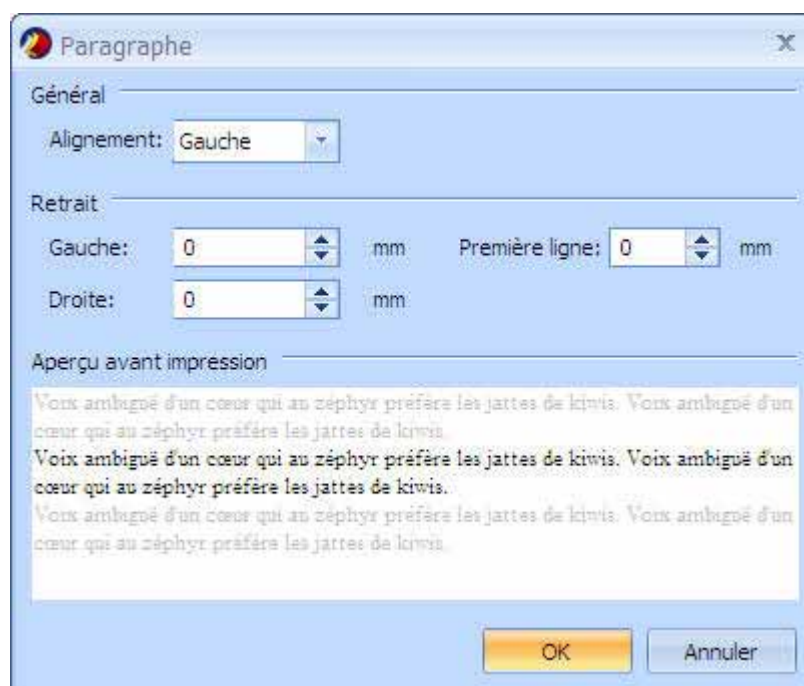 Paragraphe
Général
Alignement: Gauche
Retrait
Gauche: 0 mm Première ligne: 0 mm
Droite: 0 mm
Aperçu avant impression
Voix ambiguë d'un cœur qui au zéphyr préfère les jattes de kiwis. Voix ambiguë d'un
cœur qui au zéphyr préfère les jattes de kiwis.
Voix ambiguë d'un cœur qui au zéphyr préfère les jattes de kiwis. Voix ambiguë d'un
cœur qui au zéphyr préfère les jattes de kiwis.
Voix ambiguë d'un cœur qui au zéphyr préfère les jattes de kiwis. Voix ambiguë d'un
cœur qui au zéphyr préfère les jattes de kiwis.
OK Annuler